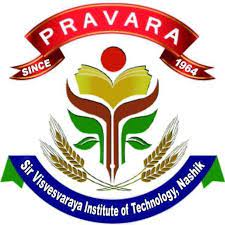 PRAVARA
SINCE
1964
Sir Visvesvaraya Institute of Technology, Nashik